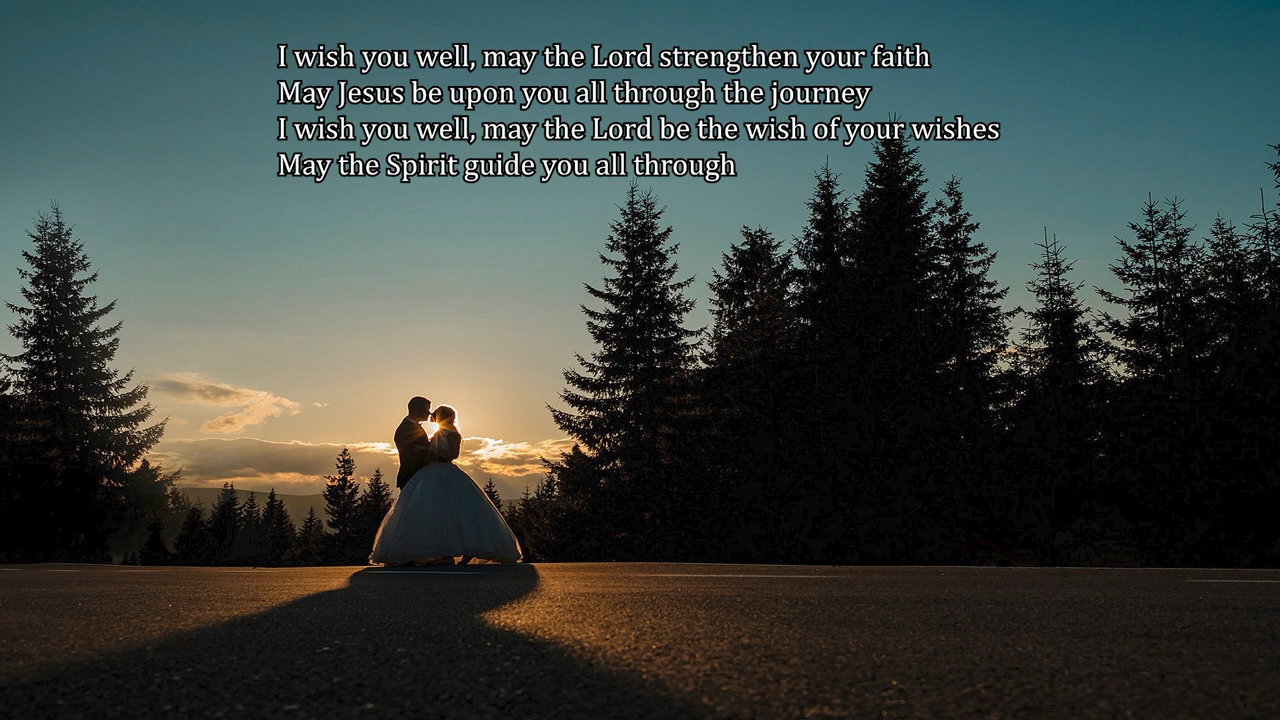 I wish you well, may the Lord strengthen your faith
May Jesus be upon you all through the journey
I wish you well, may the Lord be the wish of your wishes
May the Spirit guide you all through